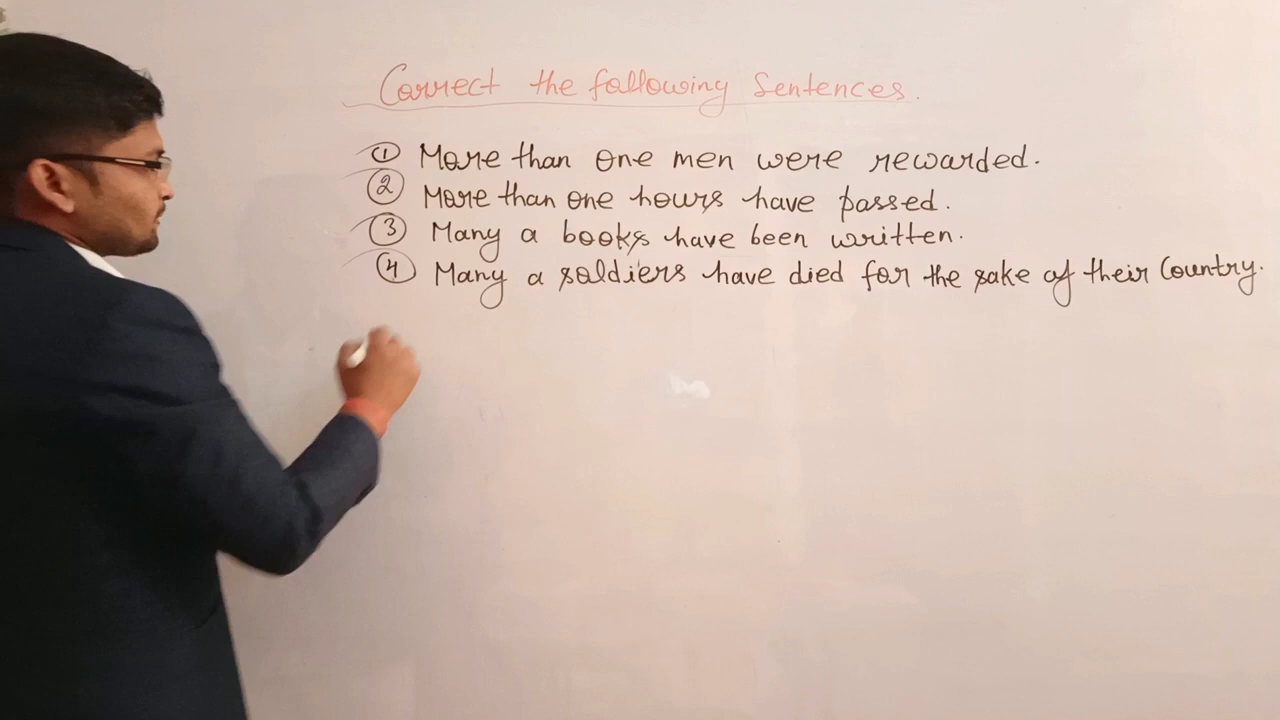 Correct the following Sentences.
① More than one men were rewarded.
② More than one hours have passed.
③ Many a books have been written.
④ Many a soldiers have died for the sake of their Country.